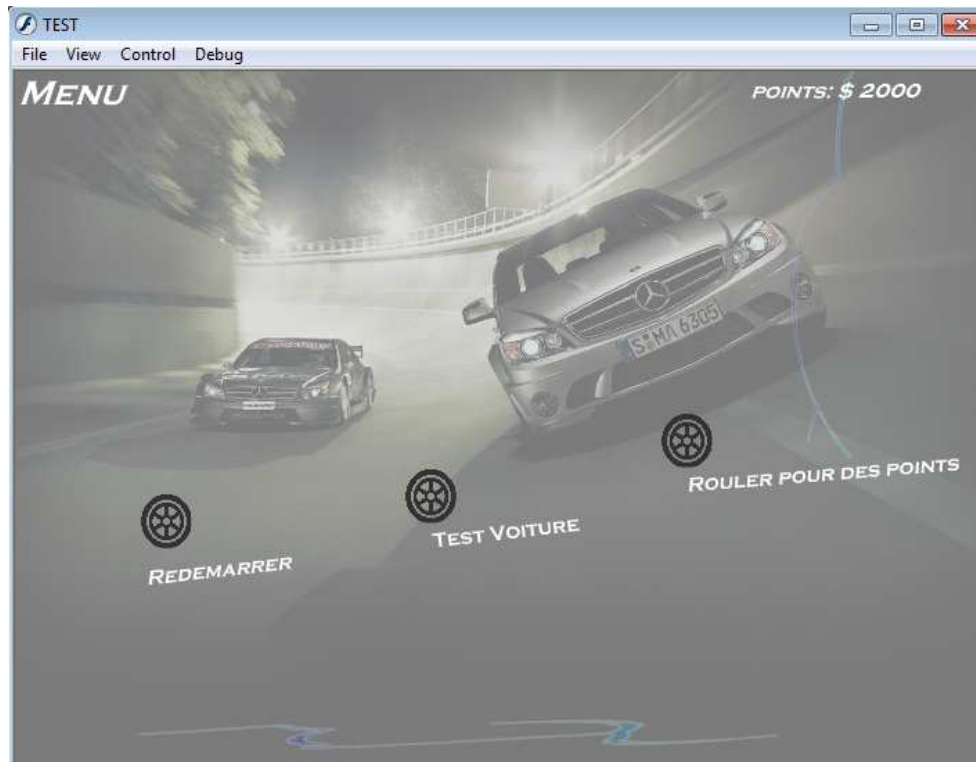 TEST
File View Control Debug
MENU
POINTS: $ 2000
S MA 6305
ROULER POUR DES POINTS
TEST VOITURE
REDEMARRER